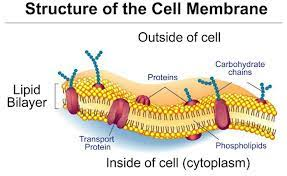 Structure of the Cell Membrane
Outside of cell
Carbohydrate
chains
Proteins
Lipid
Bilayer
Transport
Protein
Phospholipids
Inside of cell (cytoplasm)